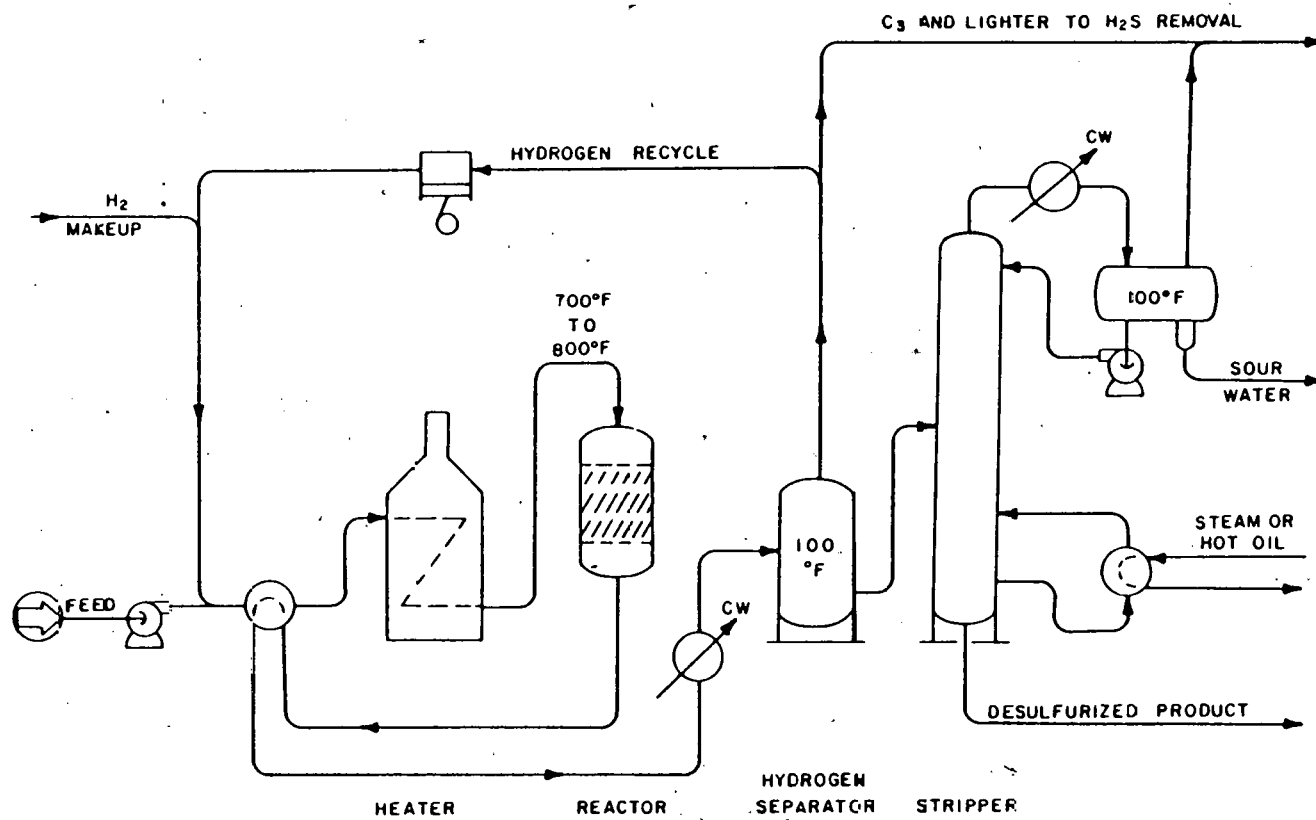 C3 AND LIGHTER TO H2S REMOVAL
CW
HYDROGEN RECYCLE
H2
MAKEUP
700°F
TO
800°F
100°F
SOUR
WATER
STEAM OR
HOT OIL
100
°F
FEED
CW
DESULFURIZED PRODUCT
HEATER
REACTOR
HYDROGEN
SEPARATOR
STRIPPER